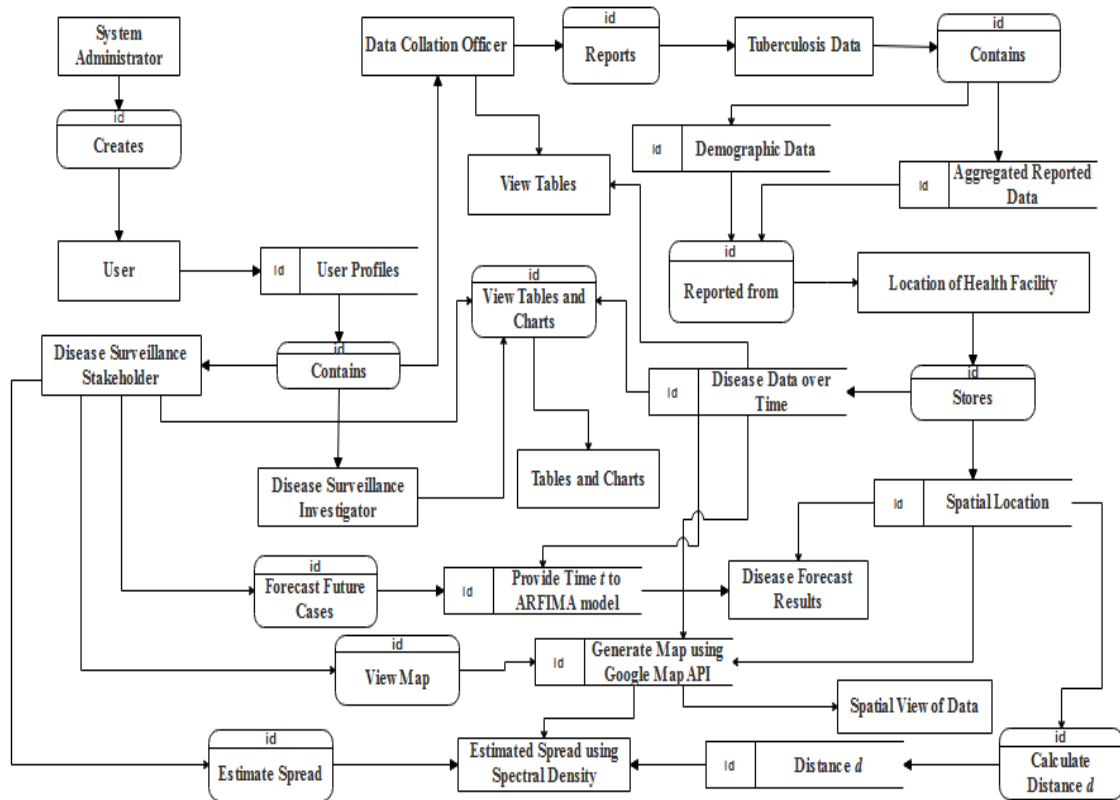 System
Administrator
id
Creates
User
Id
User Profiles
id
Contains
Data Collation Officer
id
Reports
Tuberculosis Data
id
Contains
Id
Demographic Data
Id
Aggregated Reported
Data
View Tables
id
Reported from
Location of Health Facility
id
View Tables and
Charts
Disease Surveillance
Stakeholder
Id
Disease Data over
Time
id
Stores
Disease Surveillance
Investigator
Tables and Charts
Id
Spatial Location
id
Forecast Future
Cases
Id
Provide Time t to
ARFIMA model
Disease Forecast
Results
id
View Map
Id
Generate Map using
Google Map API
Spatial View of Data
id
Estimate Spread
Estimated Spread using
Spectral Density
Id
Distance d
id
Calculate
Distance d